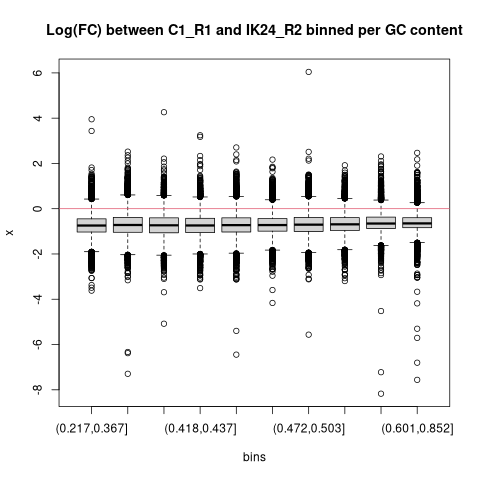 Log(FC) between C1_R1 and IK24_R2 binned per GC content
x
6
4
2
0
-2
-4
-6
-8
(0.217,0.367] (0.418,0.437] (0.472,0.503] (0.601,0.852]
bins